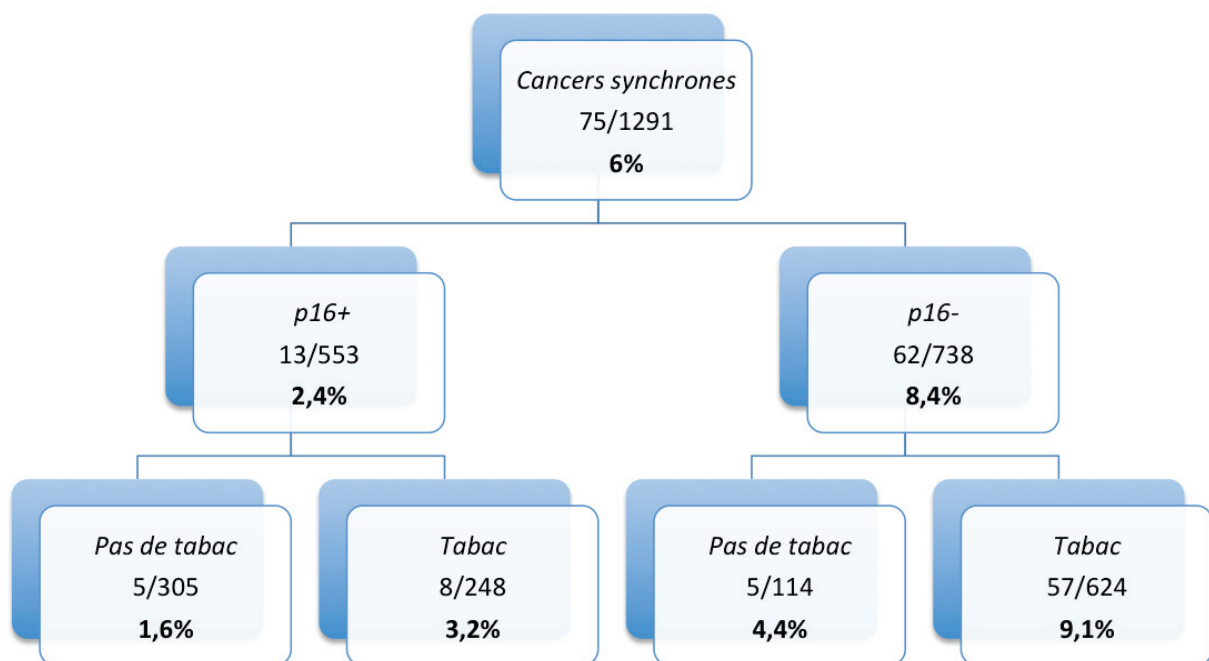 Cancers synchrones
75/1291
6%
p16+
13/553
2,4%
p16-
62/738
8,4%
Pas de tabac
5/305
1,6%
Tabac
8/248
3,2%
Pas de tabac
5/114
4,4%
Tabac
57/624
9,1%